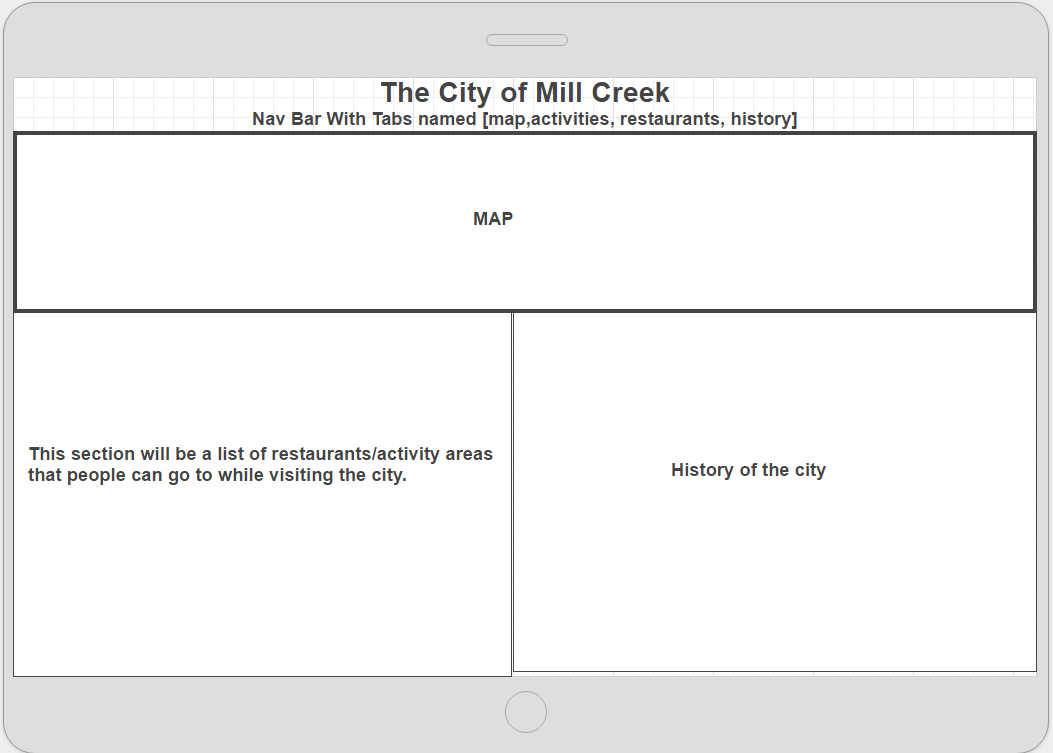 The City of Mill Creek
Nav Bar With Tabs named [map,activities, restaurants, history]
MAP
This section will be a list of restaurants/activity areas
that people can go to while visiting the city.
History of the city